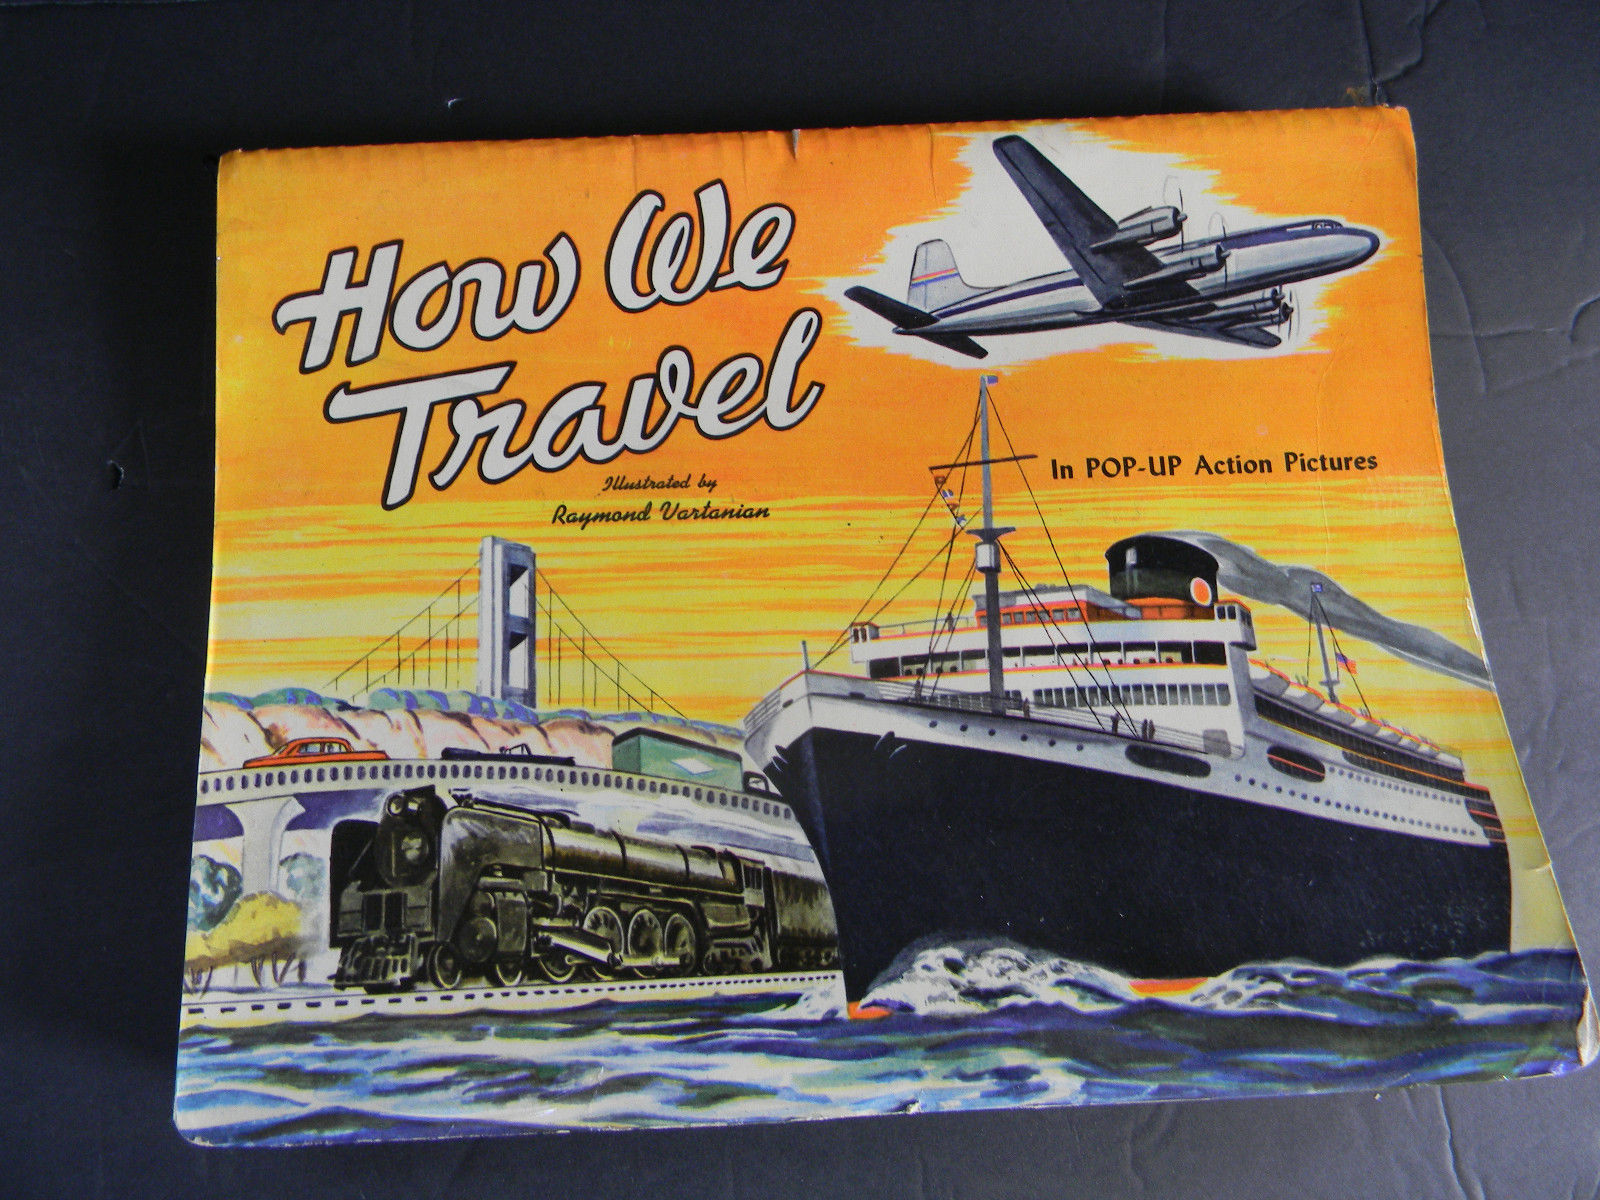 How We
Travel
Illustrated by
Raymond Vartanian
In POP-UP Action Pictures